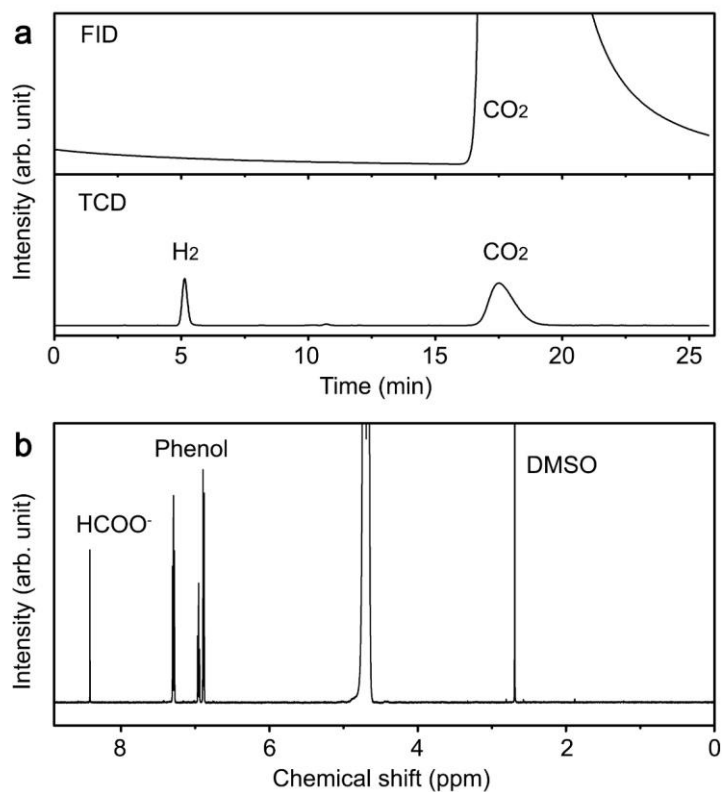 a
FID
CO2
TCD
H2
CO2
Intensity (arb. unit)
0 5 10 15 20 25
Time (min)
b
Phenol
HCOO-
DMSO
Intensity (arb. unit)
8 6 4 2 0
Chemical shift (ppm)